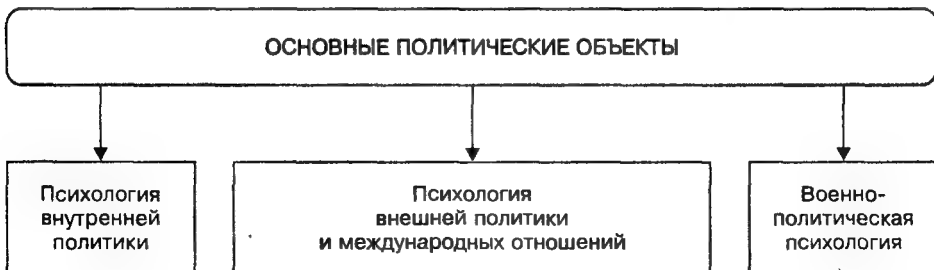 ОСНОВНЫЕ ПОЛИТИЧЕСКИЕ ОБЪЕКТЫ
Психология
внутренней
политики
Психология
внешней политики
и международных отношений
Военно-
политическая
психология